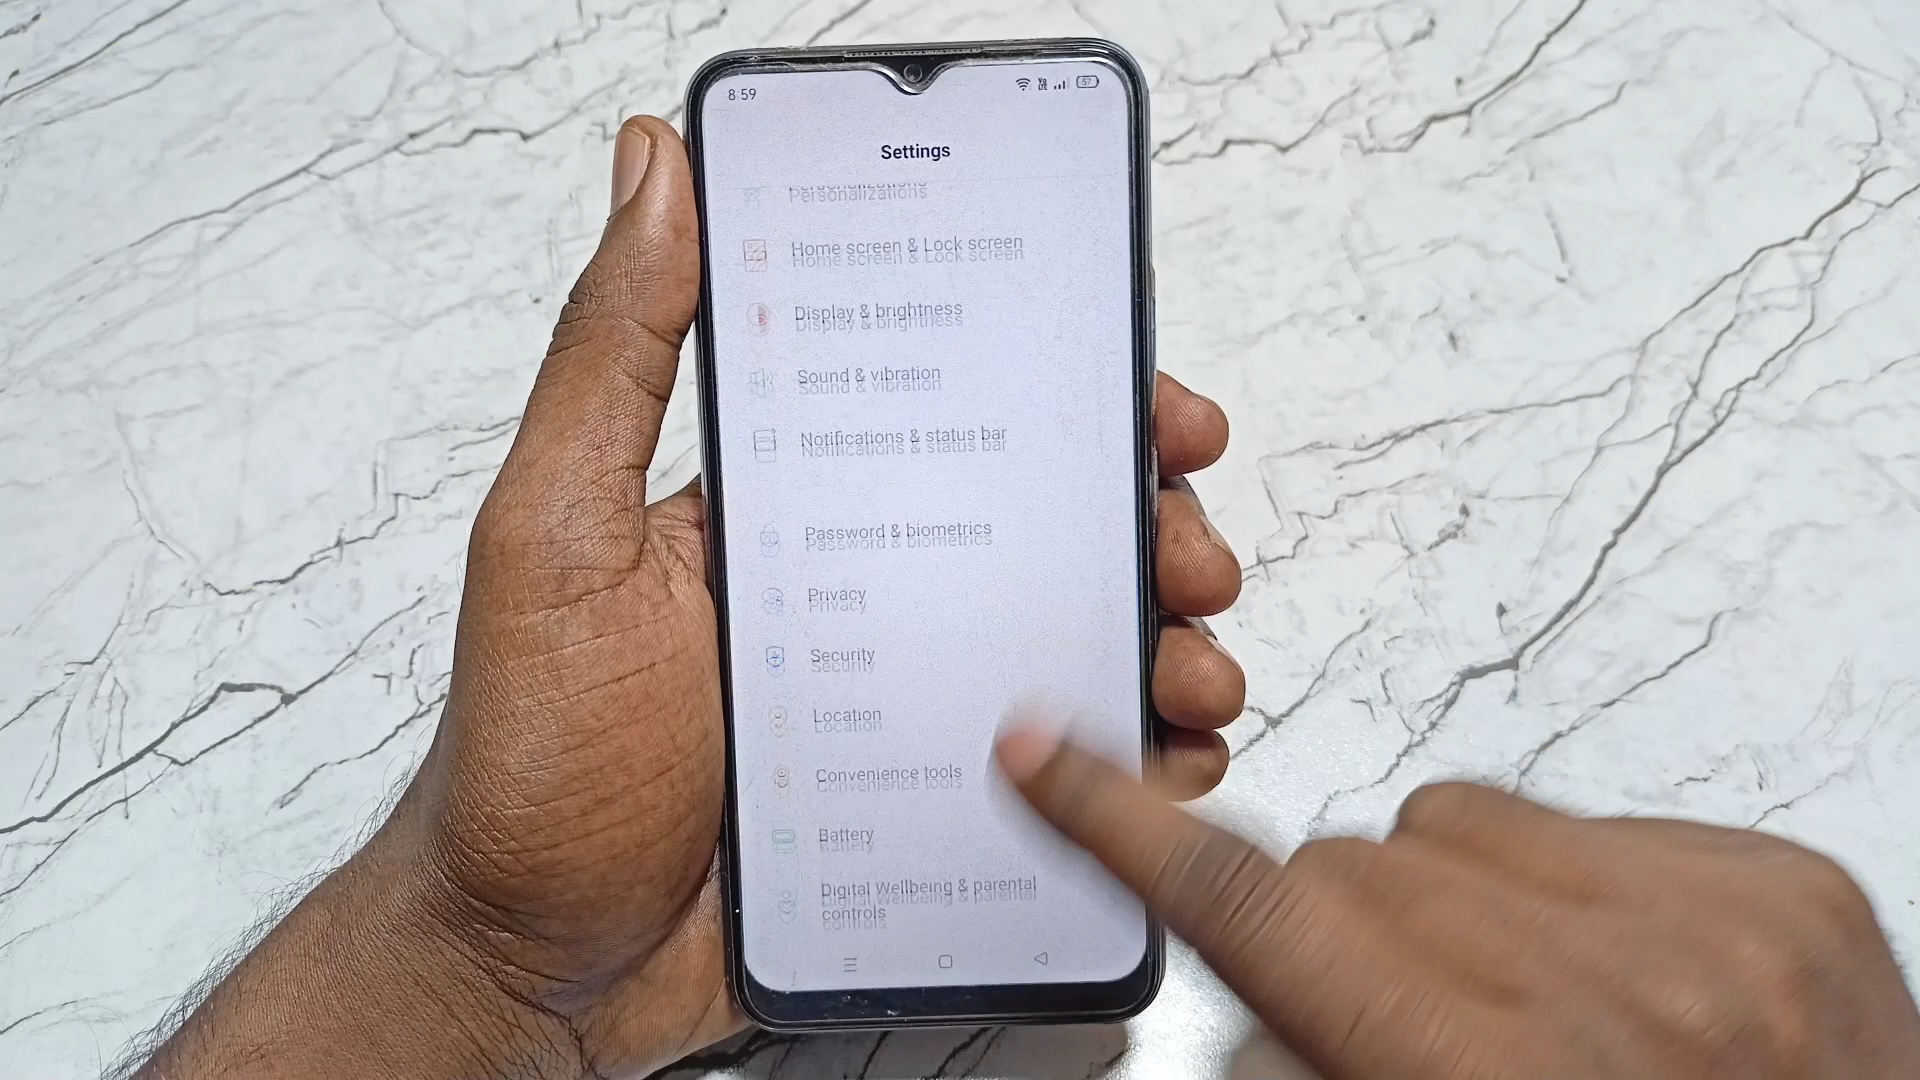 8:59
57
Settings
Personalizations
Home screen & Lock screen
Display & brightness
Sound & vibration
Notifications & status bar
Password & biometrics
Privacy
Security
Location
Convenience tools
Battery
Digital Wellbeing & parental
controls